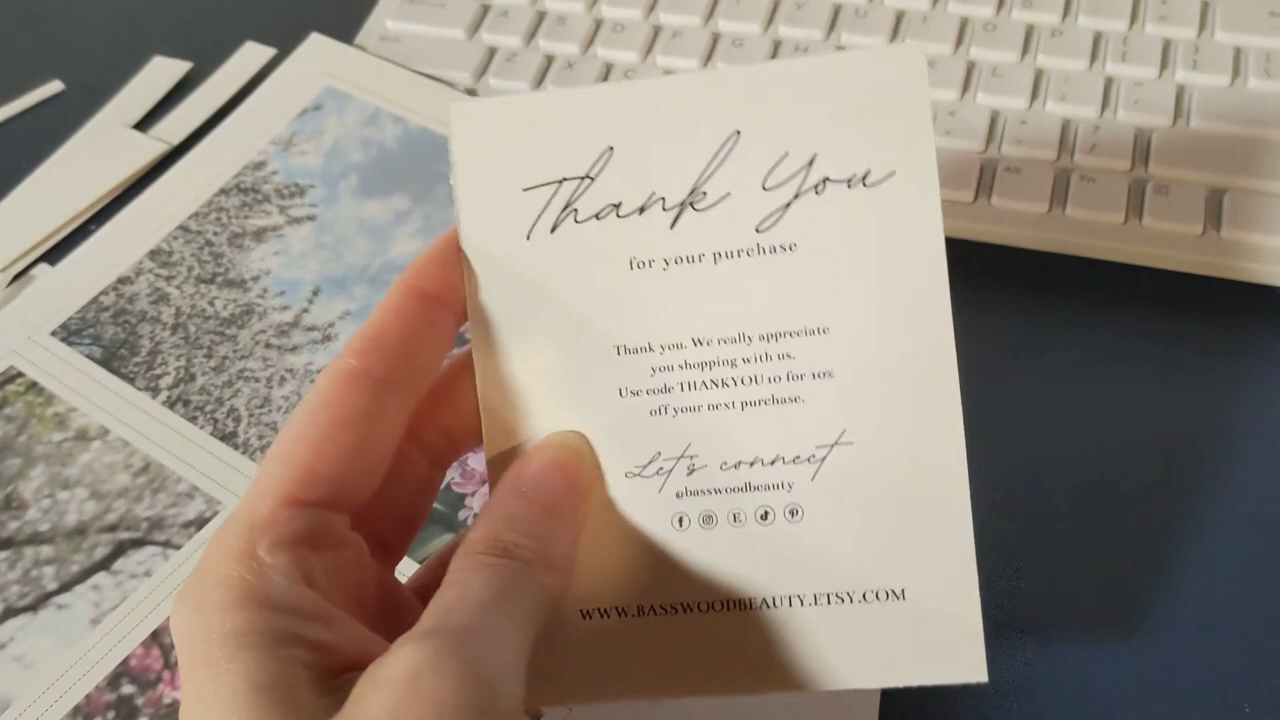 Thank You
for your purchase
Thank you. We really appreciate
you shopping with us.
Use code THANKYOU10 for 10%
off your next purchase.
Let's connect
@basswoodbeauty
WWW.BASSWOODBEAUTY.ETSY.COM